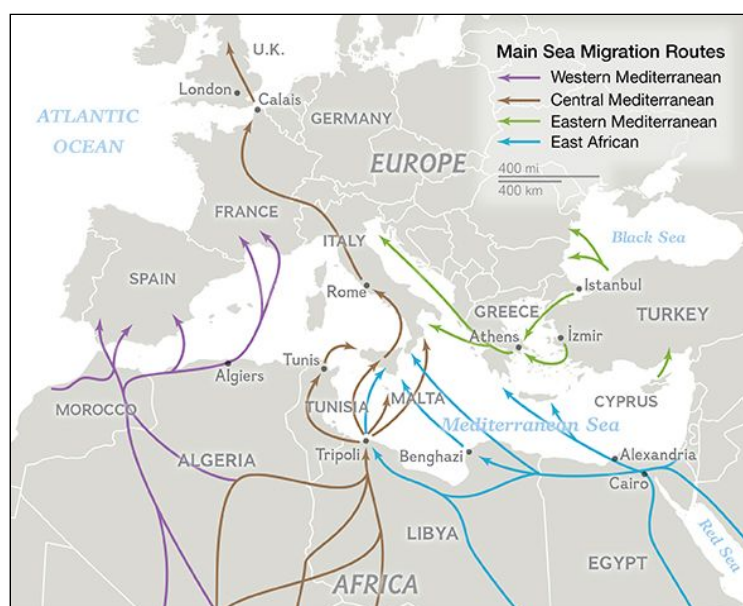 U.K.
London
Calais
ATLANTIC
OCEAN
GERMANY
EUROPE
FRANCE
Main Sea Migration Routes
Western Mediterranean
Central Mediterranean
Eastern Mediterranean
East African
400 mi
400 km
Black Sea
ITALY
SPAIN
Rome
Istanbul
GREECE
TURKEY
Athens
İzmir
Tunis
Algiers
MOROCCO
TUNISIA
MALTA
CYPRUS
Mediterranean Sea
ALGERIA
Tripoli
Benghazi
Alexandria
Cairo
LIBYA
EGYPT
Red Sea
AFRICA